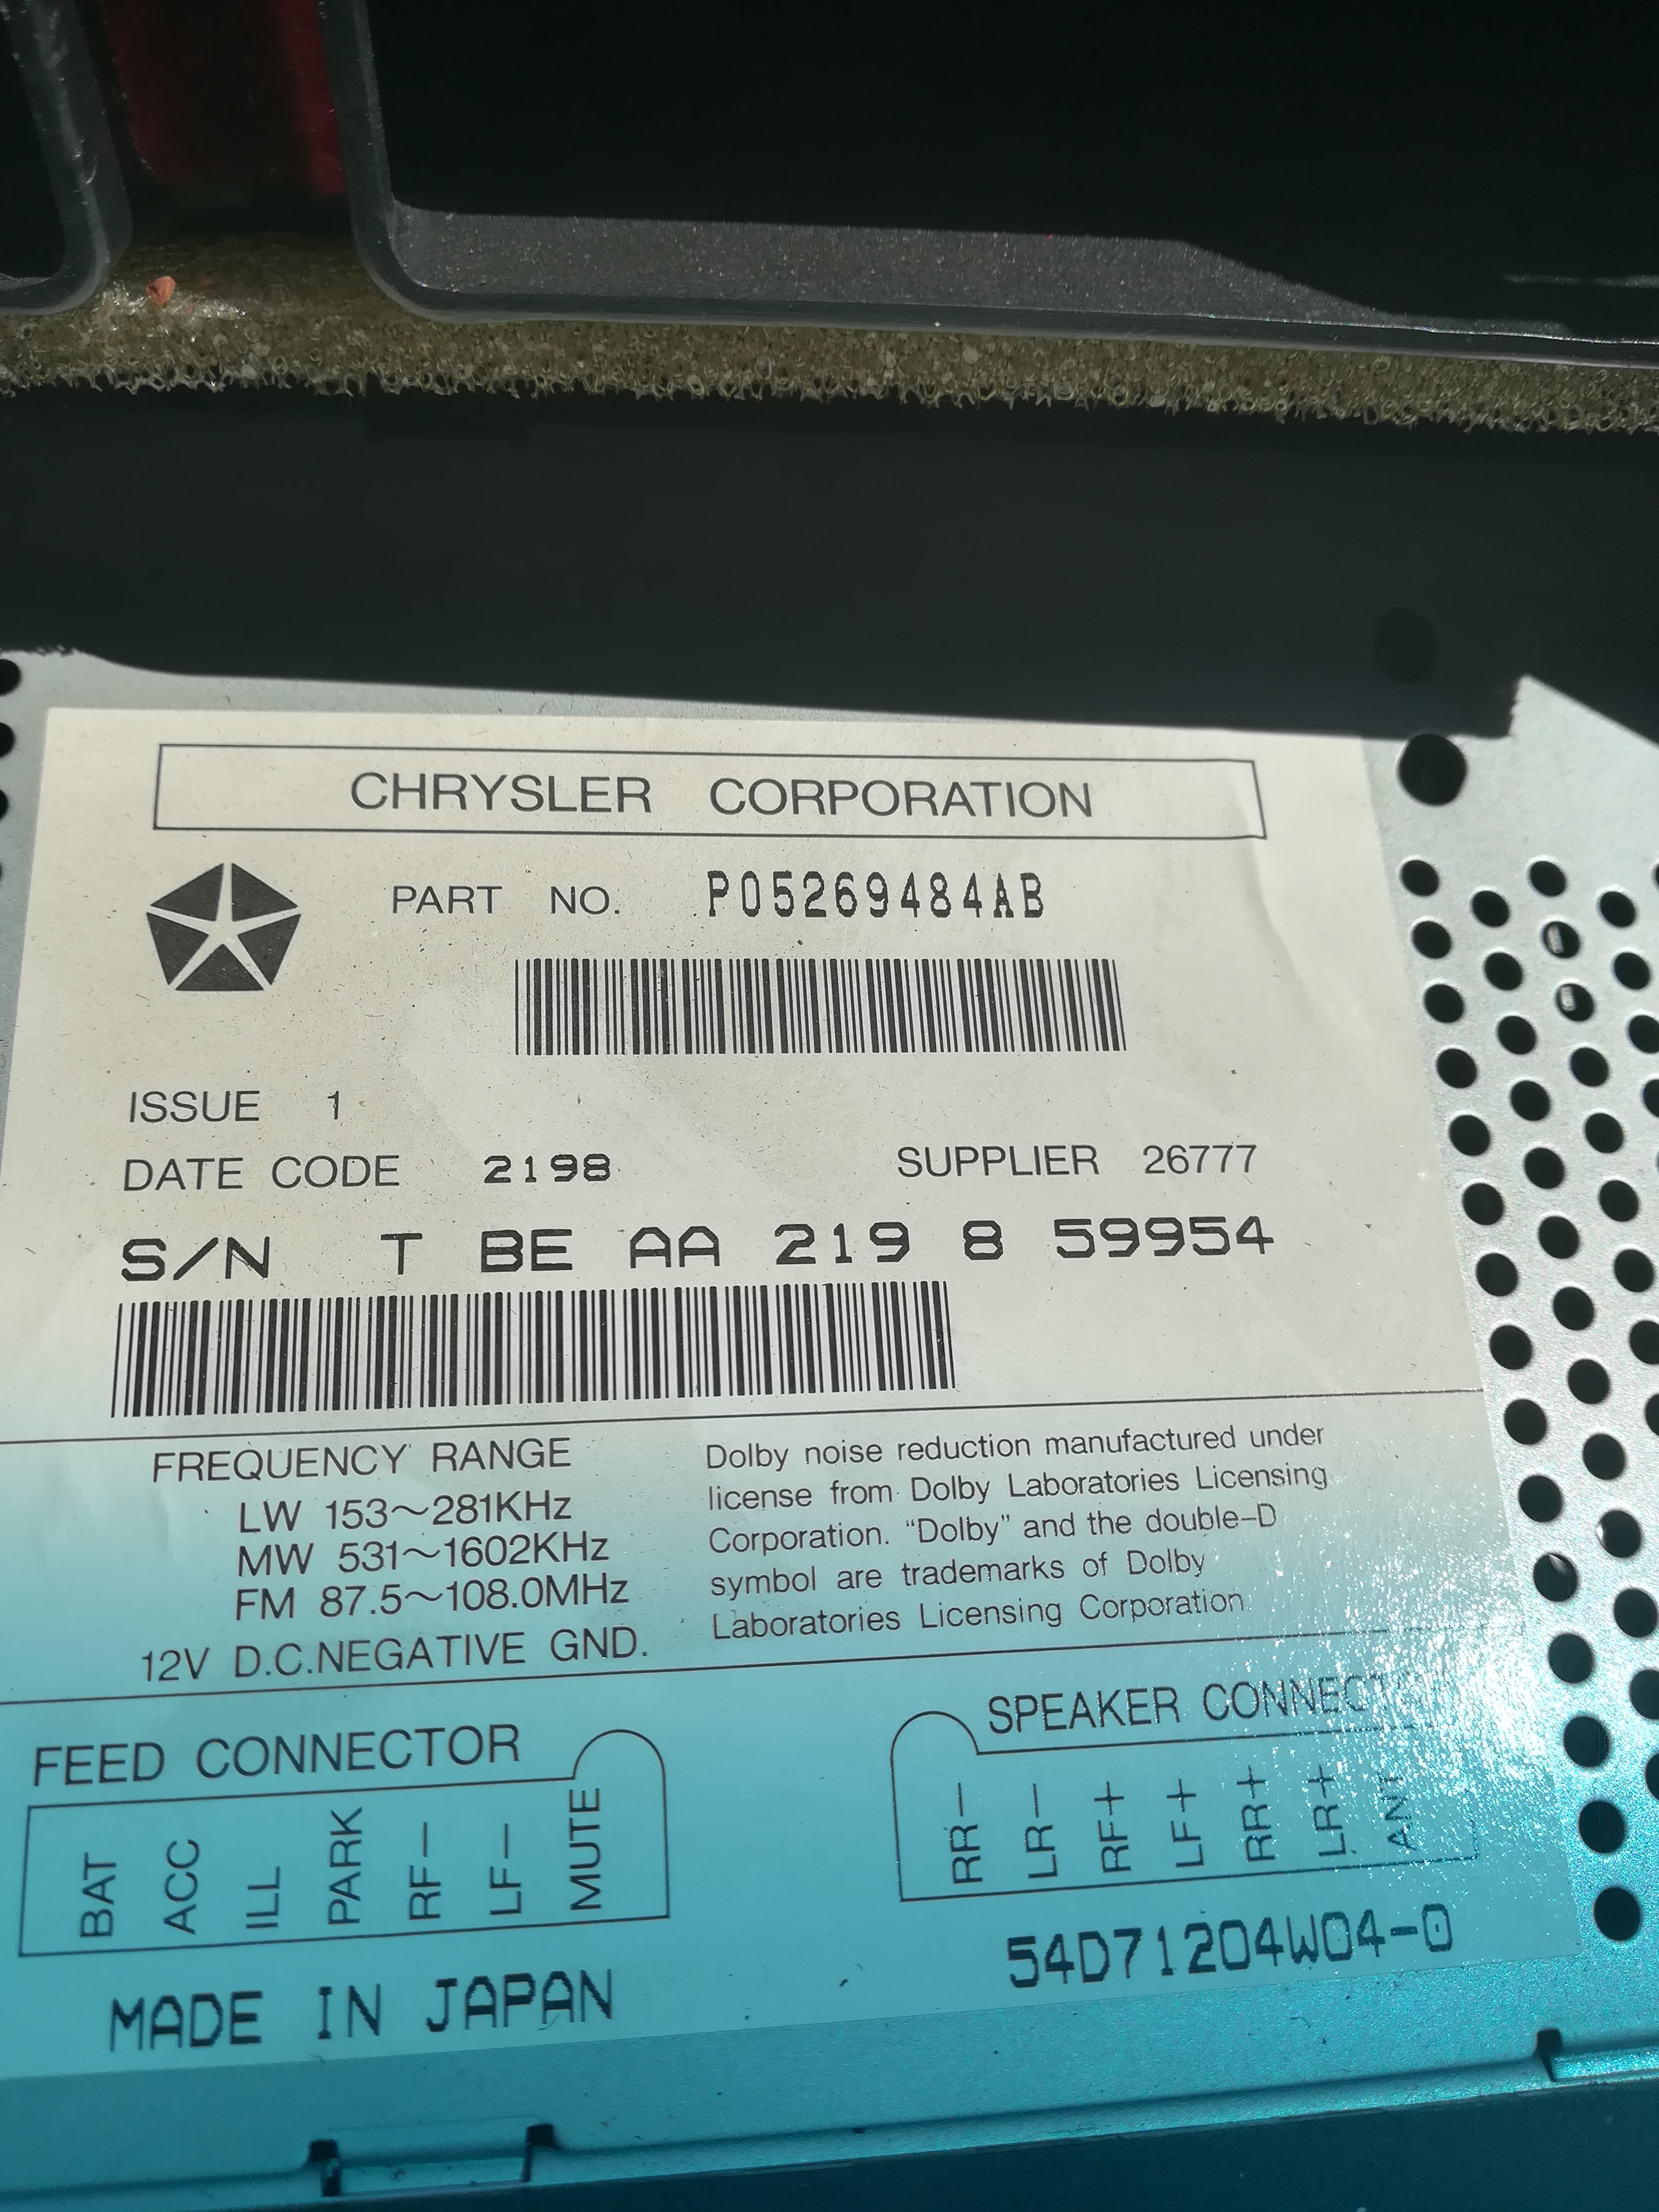 CHRYSLER CORPORATION
PART NO. P05269484AB
ISSUE 1
DATE CODE 2198 SUPPLIER 26777
S/N T BE AA 219 8 59954
FREQUENCY RANGE
LW 153~281KHz
MW 531~1602KHz
FM 87.5~108.0MHz
12V D.C.NEGATIVE GND.
Dolby noise reduction manufactured under
license from Dolby Laboratories Licensing
Corporation. "Dolby" and the double-D
symbol are trademarks of Dolby
Laboratories Licensing Corporation.
FEED CONNECTOR
BAT
ACC
ILL
PARK
RF-
LF-
MUTE
SPEAKER
RR-
LR-
RF+
LF+
RR+
LR+
ANT
MADE IN JAPAN
54D71204W04-0